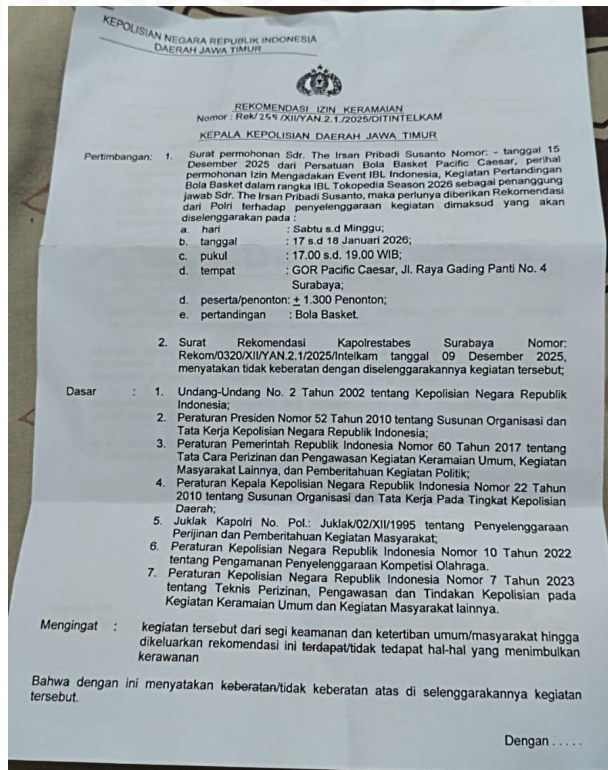 KEPOLISIAN NEGARA REPUBLIK INDONESIA
DAERAH JAWA TIMUR
REKOMENDASI IZIN KERAMAIAN
Nomor : Rek/255/XII/YAN.2.1./2025/DITINTELKAM
KEPALA KEPOLISIAN DAERAH JAWA TIMUR
Pertimbangan: 1. Surat permohonan Sdr. The Irsan Pribadi Susanto Nomor: - tanggal 15
Desember 2025 dari Persatuan Bola Basket Pacific Caesar, perihal
permohonan Izin Mengadakan Event IBL Indonesia, Kegiatan Pertandingan
Bola Basket dalam rangka IBL Tokopedia Season 2026 sebagai penanggung
jawab Sdr. The Irsan Pribadi Susanto, maka perlunya diberikan Rekomendasi
dari Polri terhadap penyelenggaraan kegiatan dimaksud yang akan
diselenggarakan pada :
a. hari : Sabtu s.d Minggu;
b. tanggal : 17 s.d 18 Januari 2026;
c. pukul : 17.00 s.d. 19.00 WIB;
d. tempat : GOR Pacific Caesar, Jl. Raya Gading Panti No. 4
Surabaya;
d. peserta/penonton: ± 1.300 Penonton;
e. pertandingan : Bola Basket.
2. Surat Rekomendasi Kapolrestabes Surabaya Nomor:
Rekom/0320/XII/YAN.2.1/2025/Intelkam tanggal 09 Desember 2025,
menyatakan tidak keberatan dengan diselenggarakannya kegiatan tersebut;
Dasar : 1. Undang-Undang No. 2 Tahun 2002 tentang Kepolisian Negara Republik
Indonesia;
2. Peraturan Presiden Nomor 52 Tahun 2010 tentang Susunan Organisasi dan
Tata Kerja Kepolisian Negara Republik Indonesia;
3. Peraturan Pemerintah Republik Indonesia Nomor 60 Tahun 2017 tentang
Tata Cara Perizinan dan Pengawasan Kegiatan Keramaian Umum, Kegiatan
Masyarakat Lainnya, dan Pemberitahuan Kegiatan Politik;
4. Peraturan Kepala Kepolisian Negara Republik Indonesia Nomor 22 Tahun
2010 tentang Susunan Organisasi dan Tata Kerja Pada Tingkat Kepolisian
Daerah;
5. Juklak Kapolri No. Pol.: Juklak/02/XII/1995 tentang Penyelenggaraan
Perijinan dan Pemberitahuan Kegiatan Masyarakat;
6. Peraturan Kepolisian Negara Republik Indonesia Nomor 10 Tahun 2022
tentang Pengamanan Penyelenggaraan Kompetisi Olahraga.
7. Peraturan Kepolisian Negara Republik Indonesia Nomor 7 Tahun 2023
tentang Teknis Perizinan, Pengawasan dan Tindakan Kepolisian pada
Kegiatan Keramaian Umum dan Kegiatan Masyarakat lainnya.
Mengingat : kegiatan tersebut dari segi keamanan dan ketertiban umum/masyarakat hingga
dikeluarkan rekomendasi ini terdapat/tidak tedapat hal-hal yang menimbulkan
kerawanan
Bahwa dengan ini menyatakan keberatan/tidak keberatan atas di selenggarakannya kegiatan
tersebut.
Dengan . . . . .